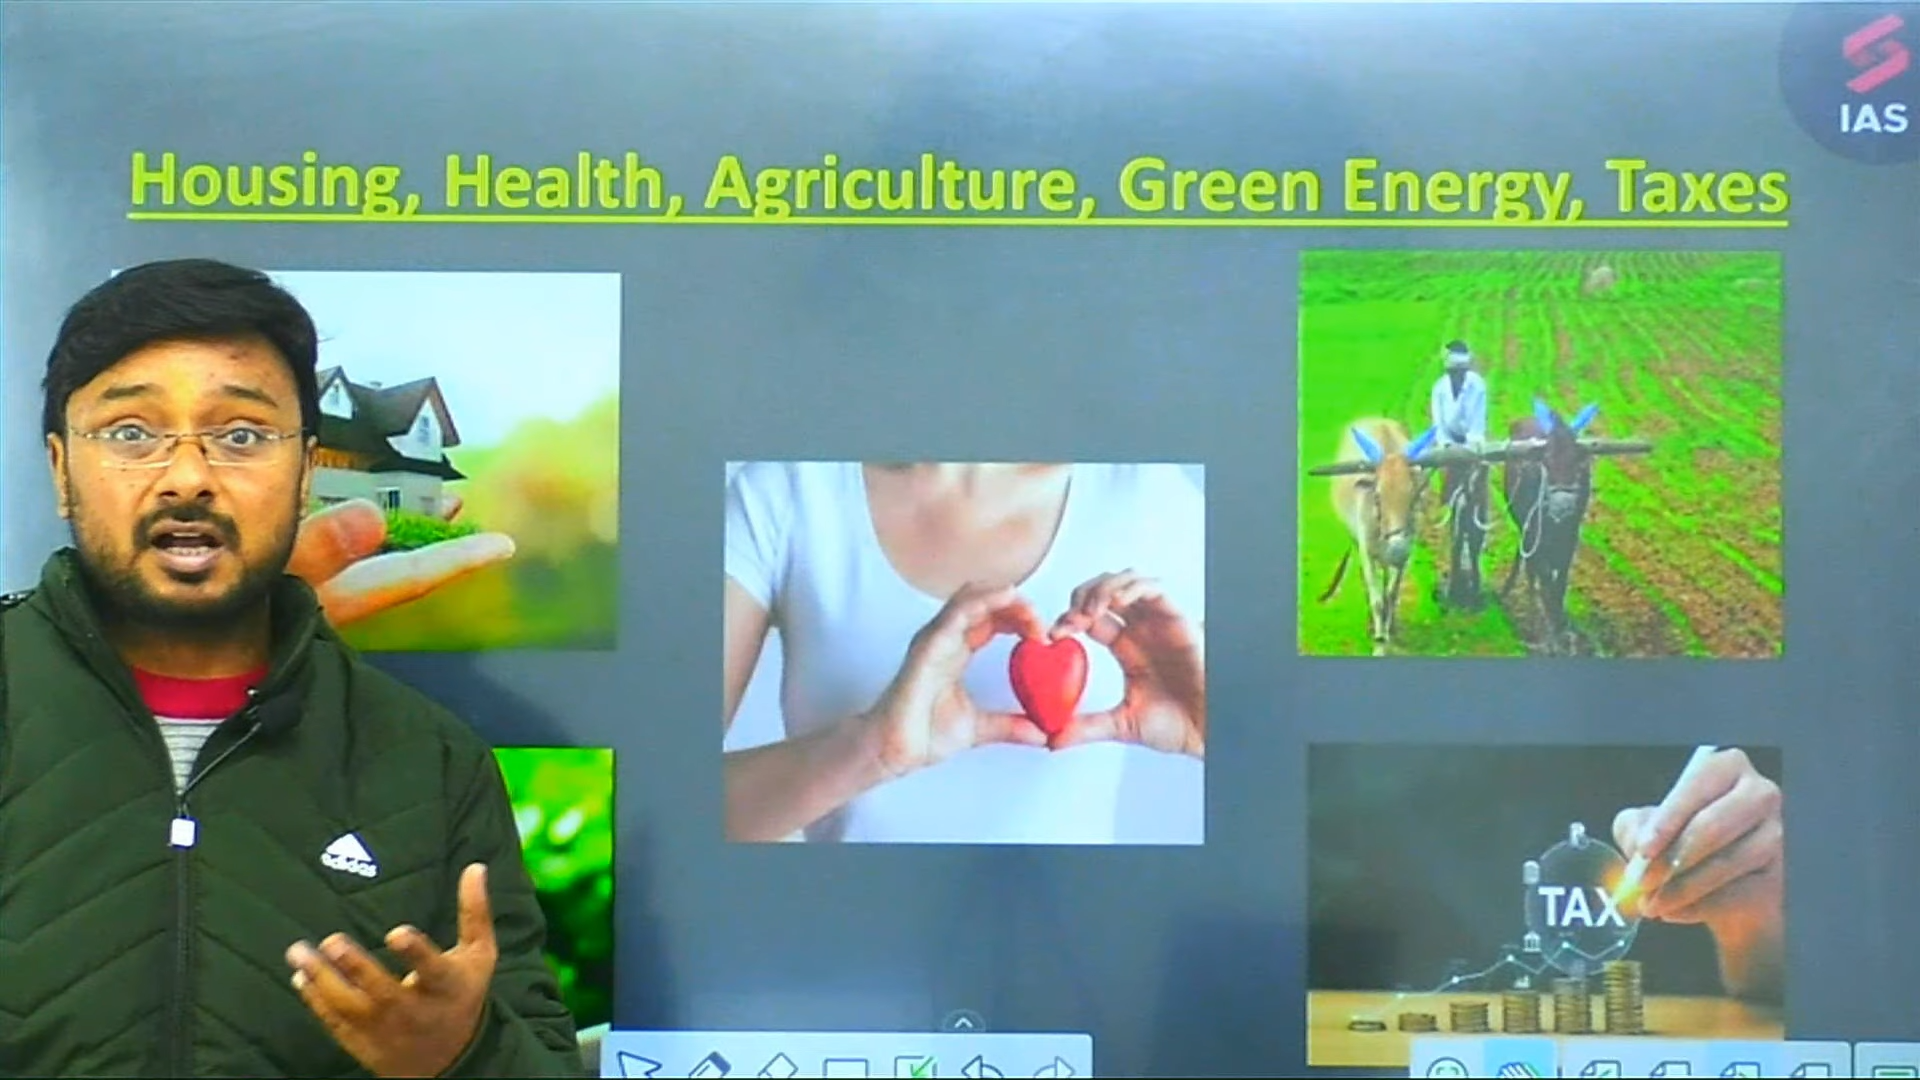 IAS
Housing, Health, Agriculture, Green Energy, Taxes
adidas
TAX